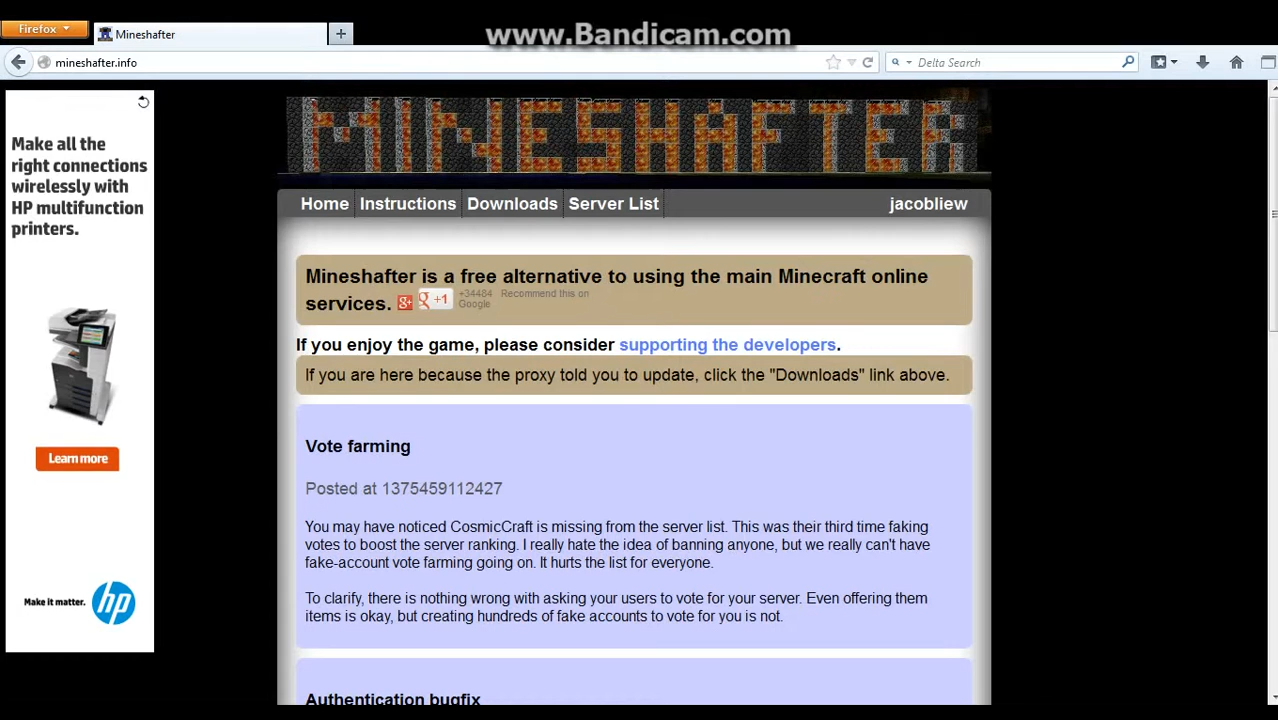 www.Bandicam.com
Firefox
Mineshafter
mineshafter.info
Delta Search
MINESHAFTER
Make all the
right connections
wirelessly with
HP multifunction
printers.
Learn more
Make it matter.
hp
Home Instructions Downloads Server List jacobliew
Mineshafter is a free alternative to using the main Minecraft online
services. g+ +1 +34484 Recommend this on
Google
If you enjoy the game, please consider supporting the developers.
If you are here because the proxy told you to update, click the "Downloads" link above.
Vote farming
Posted at 1375459112427
You may have noticed CosmicCraft is missing from the server list. This was their third time faking
votes to boost the server ranking. I really hate the idea of banning anyone, but we really can't have
fake-account vote farming going on. It hurts the list for everyone.
To clarify, there is nothing wrong with asking your users to vote for your server. Even offering them
items is okay, but creating hundreds of fake accounts to vote for you is not.
Authentication bugfix